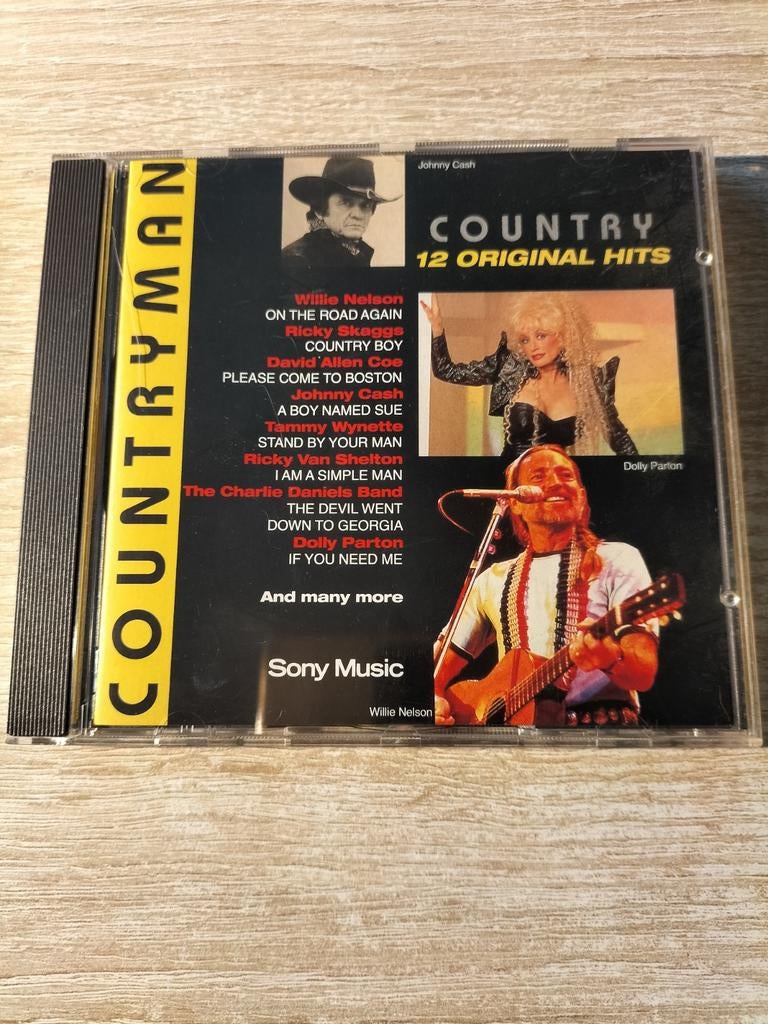 COUNTRYMAN
Johnny Cash
COUNTRY
12 ORIGINAL HITS
Willie Nelson
ON THE ROAD AGAIN
Ricky Skaggs
COUNTRY BOY
David Allen Coe
PLEASE COME TO BOSTON
Johnny Cash
A BOY NAMED SUE
Tammy Wynette
STAND BY YOUR MAN
Ricky Van Shelton
I AM A SIMPLE MAN
The Charlie Daniels Band
THE DEVIL WENT
DOWN TO GEORGIA
Dolly Parton
IF YOU NEED ME
And many more
Sony Music
Dolly Parton
Willie Nelson